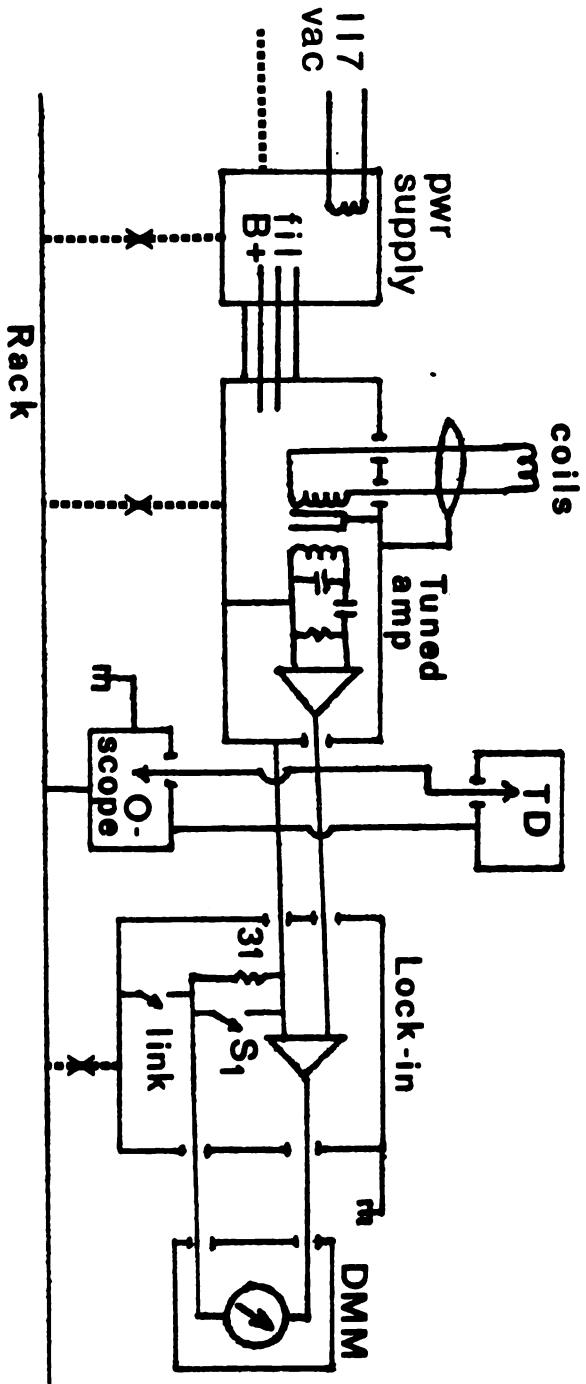 117
vac
pwr
supply
fil
B+
coils
Tuned
amp
TD
O-
scope
Lock-in
31
S1
link
DMM
Rack